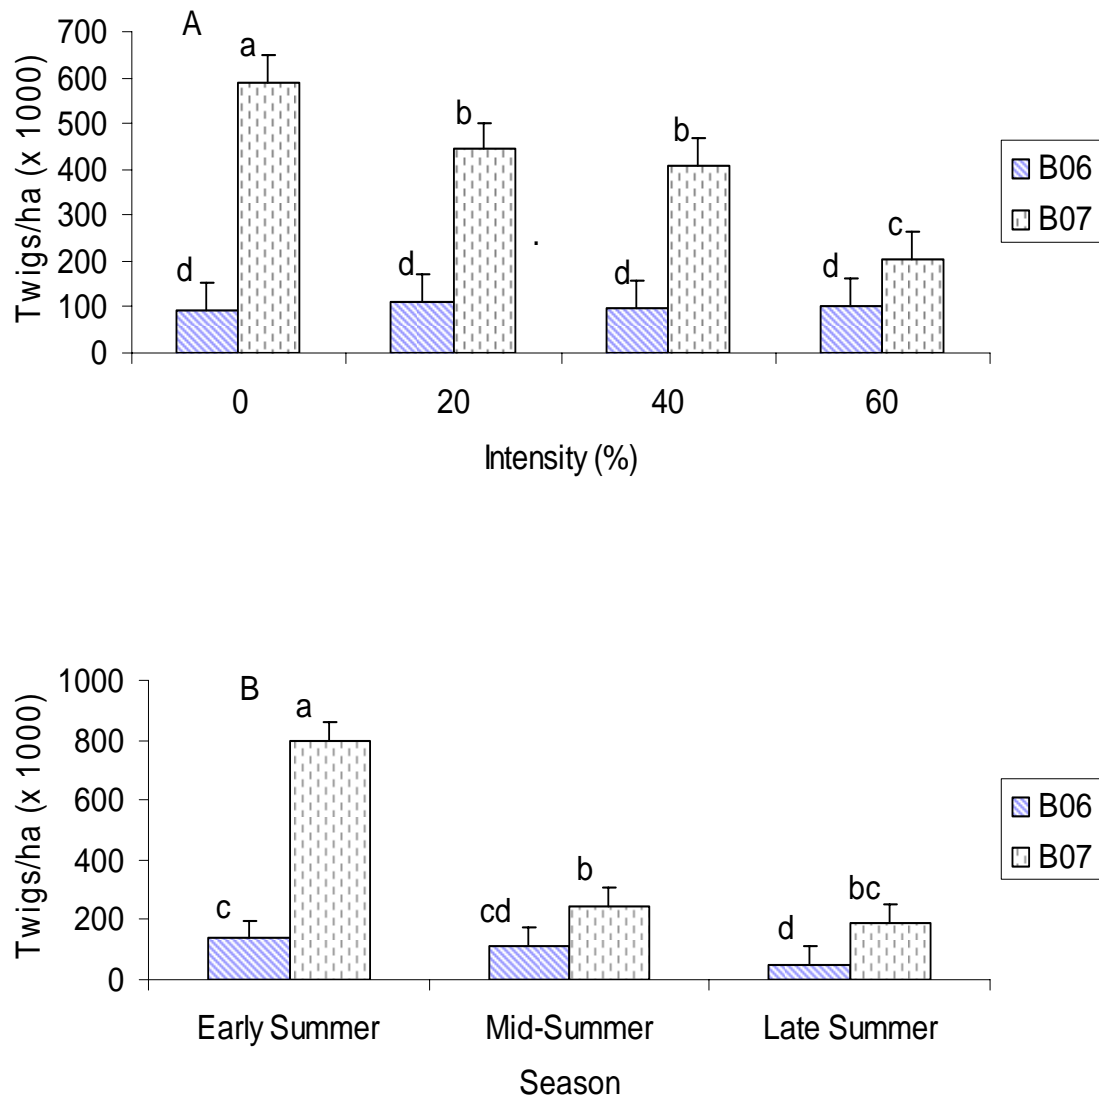 A
700
600
500
400
300
200
100
0
Twigs/ha (x 1000)
a
b
b
c
d
d
d
d
0 20 40 60
Intensity (%)
B06
B07
B
1000
800
600
400
200
0
Twigs/ha (x 1000)
a
c
cd
b
d
bc
Early Summer Mid-Summer Late Summer
Season
B06
B07